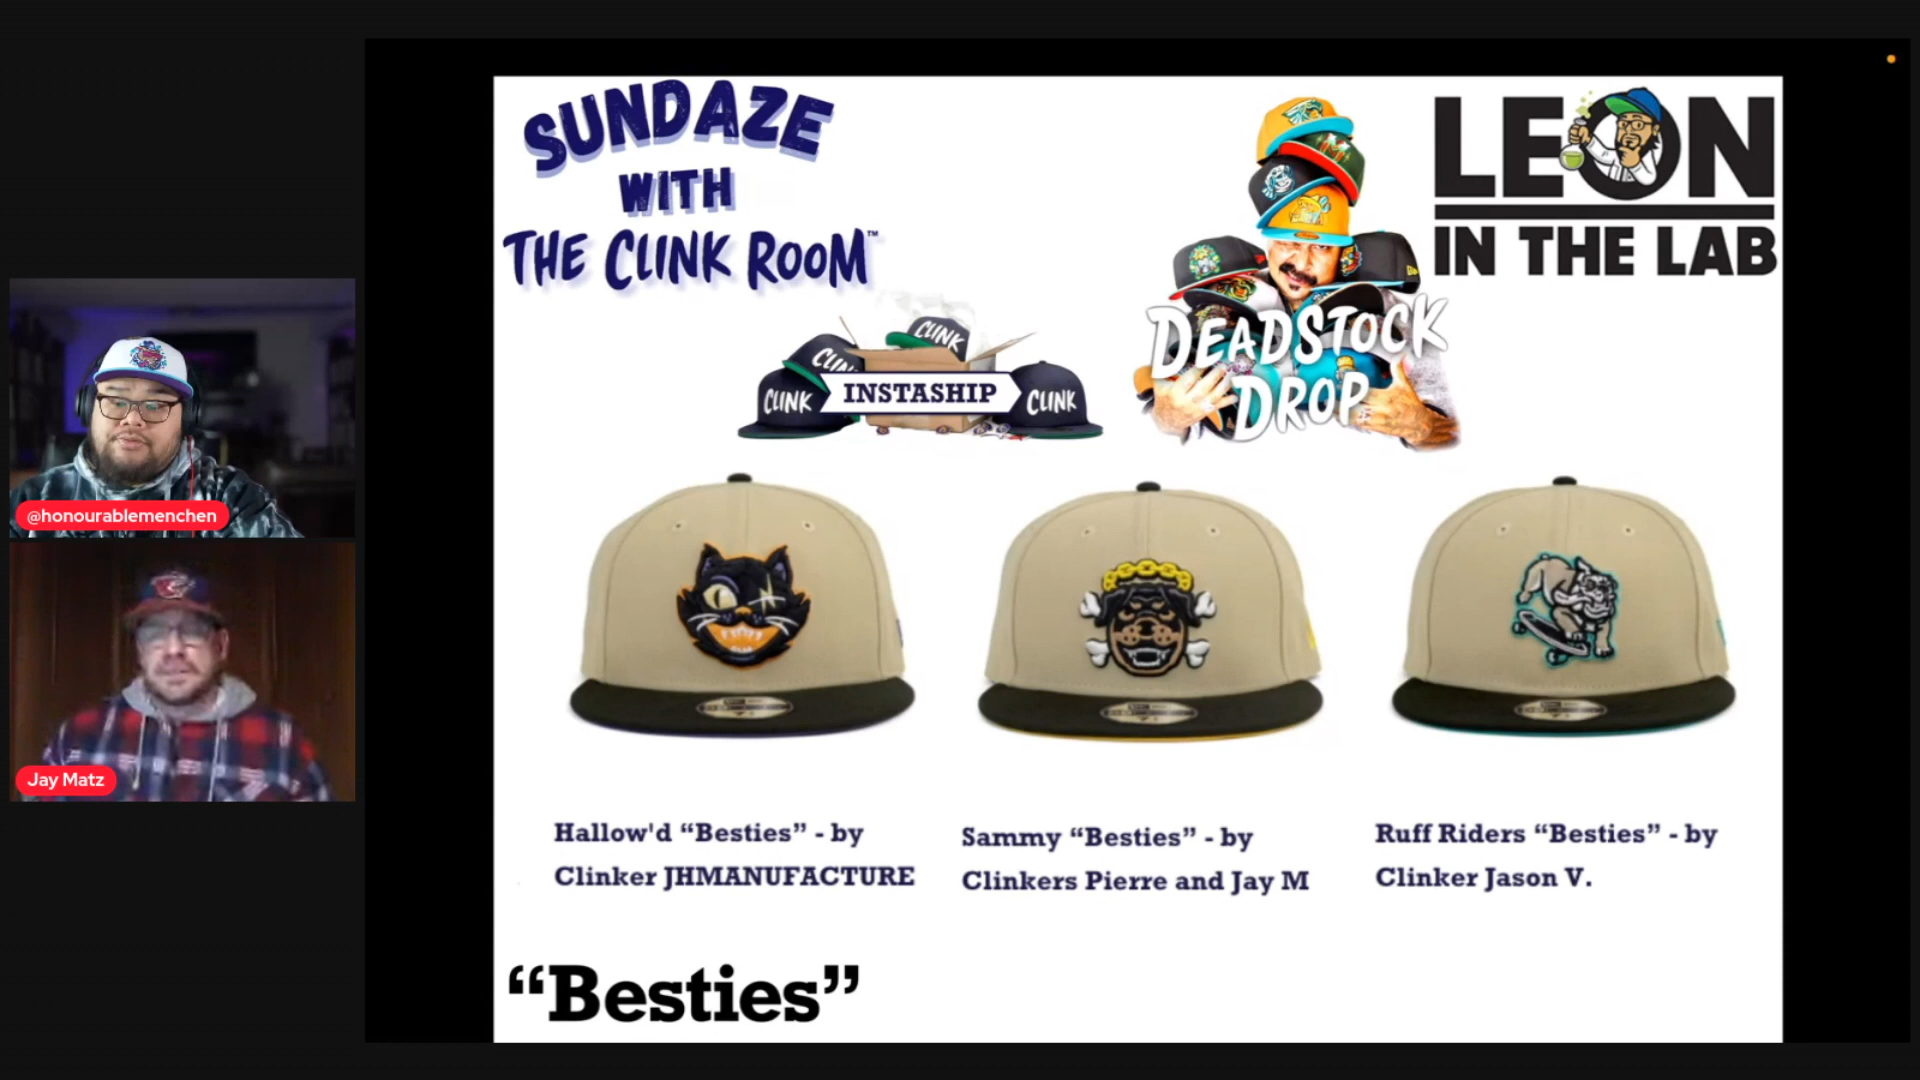 SUNDAZE
WITH
THE CLINK ROOM™
LEON
IN THE LAB
CLINK
CLINK
CLINK
INSTASHIP
CLINK
DEADSTOCK
DROP
@honourablemenchen
Jay Matz
Hallow'd “Besties” - by
Clinker JHMANUFACTURE
Sammy “Besties” - by
Clinkers Pierre and Jay M
Ruff Riders “Besties” - by
Clinker Jason V.
“Besties”